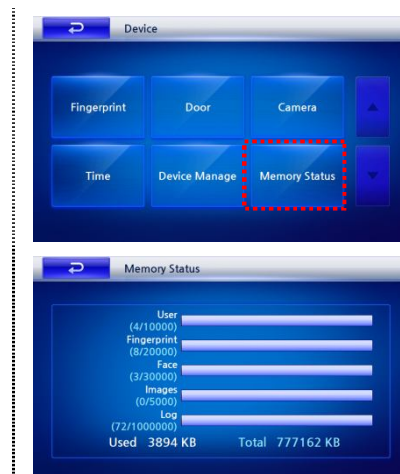 Device
Fingerprint Door Camera
Time Device Manage Memory Status
Memory Status
User
(4/10000)
Fingerprint
(8/20000)
Face
(3/30000)
Images
(0/5000)
Log
(72/1000000)
Used 3894 KB Total 777162 KB